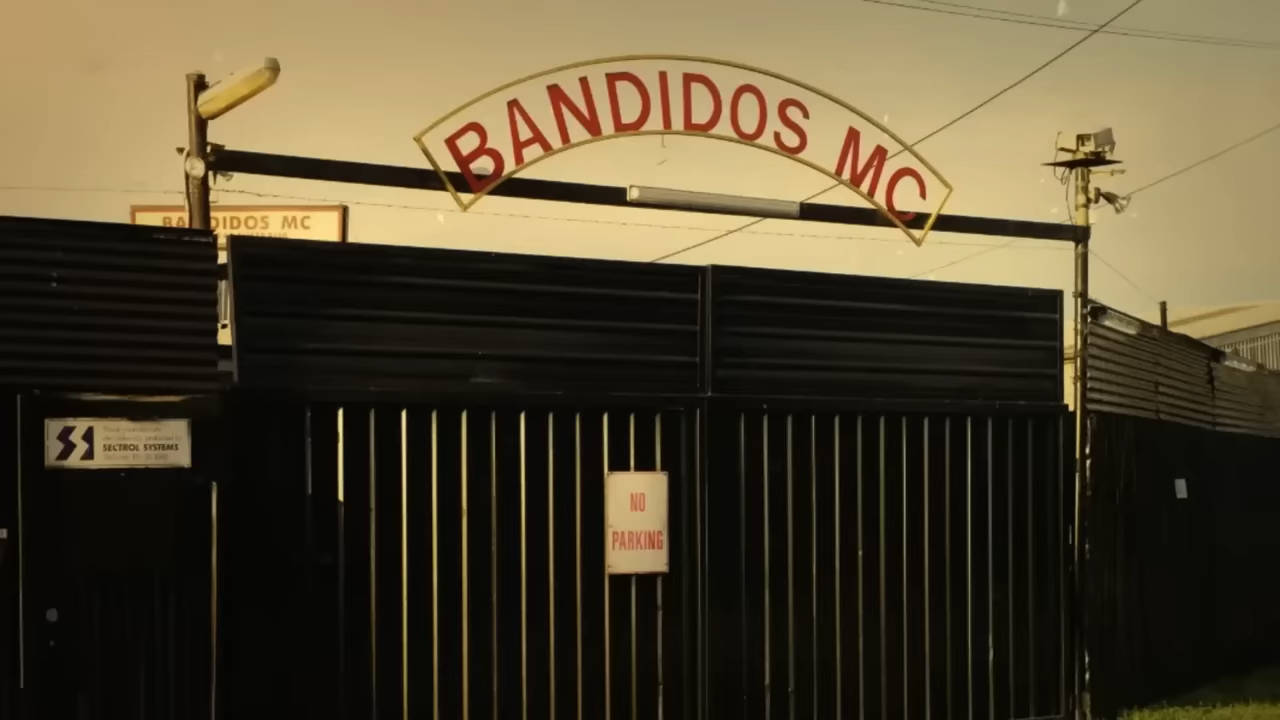 BANDIDOS MC
BANDIDOS MC
SECTROL SYSTEMS
NO
PARKING